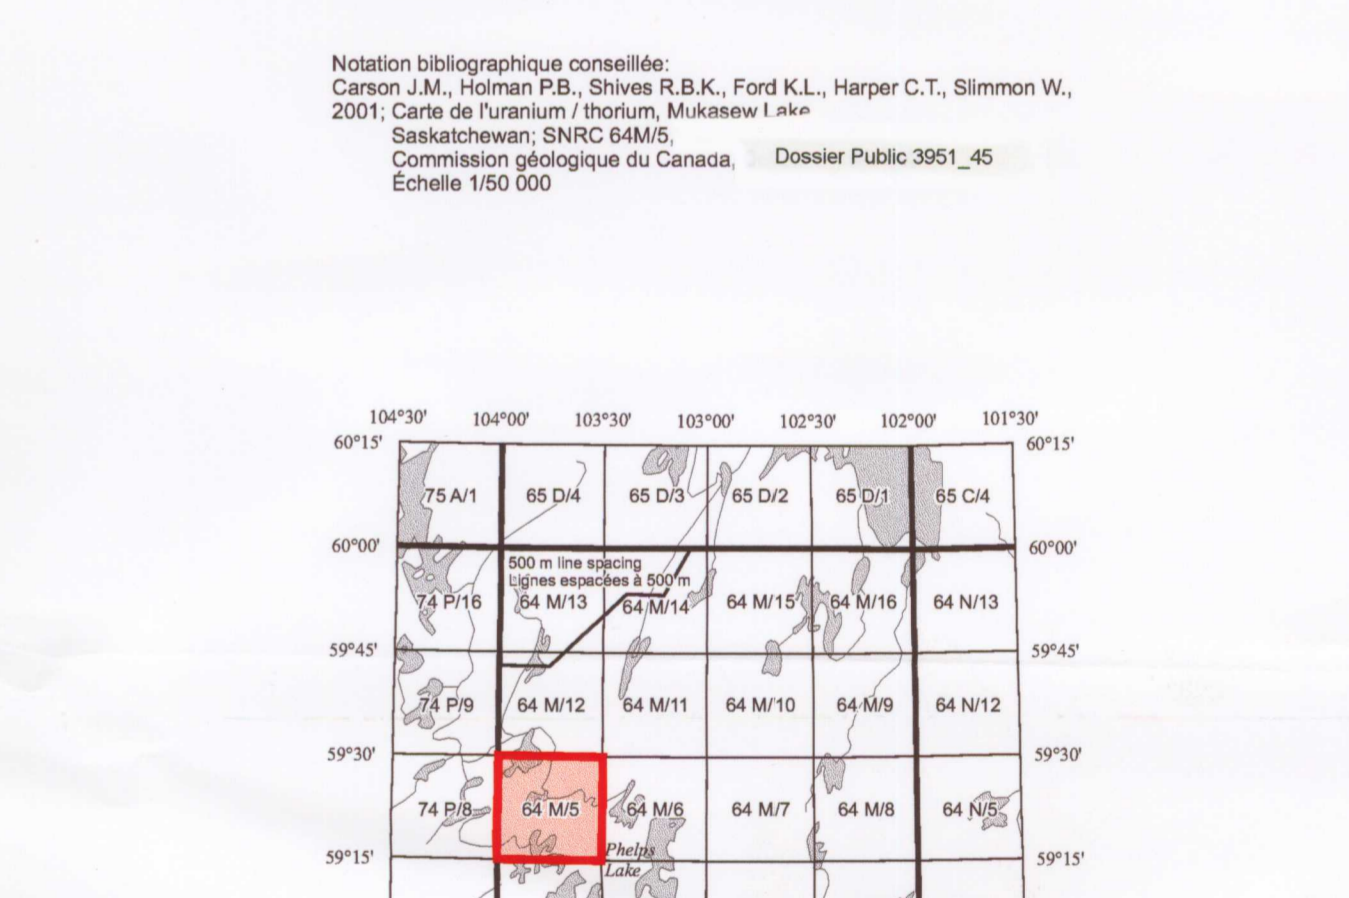 Notation bibliographique conseillée:
Carson J.M., Holman P.B., Shives R.B.K., Ford K.L., Harper C.T., Slimmon W.,
2001; Carte de l'uranium / thorium, Mukasew Lake
Saskatchewan; SNRC 64M/5,
Commission géologique du Canada, Dossier Public 3951_45
Échelle 1/50 000
104°30' 104°00' 103°30' 103°00' 102°30' 102°00' 101°30'
60°15' 60°15'
75 A/1 65 D/4 65 D/3 65 D/2 65 D/1 65 C/4
60°00' 60°00'
500 m line spacing
Lignes espacées à 500 m
74 P/16 64 M/13 64 M/14 64 M/15 64 M/16 64 N/13
59°45' 59°45'
74 P/9 64 M/12 64 M/11 64 M/10 64 M/9 64 N/12
59°30' 59°30'
74 P/8 64 M/5 64 M/6 64 M/7 64 M/8 64 N/5
59°15' Phelps 59°15'
Lake